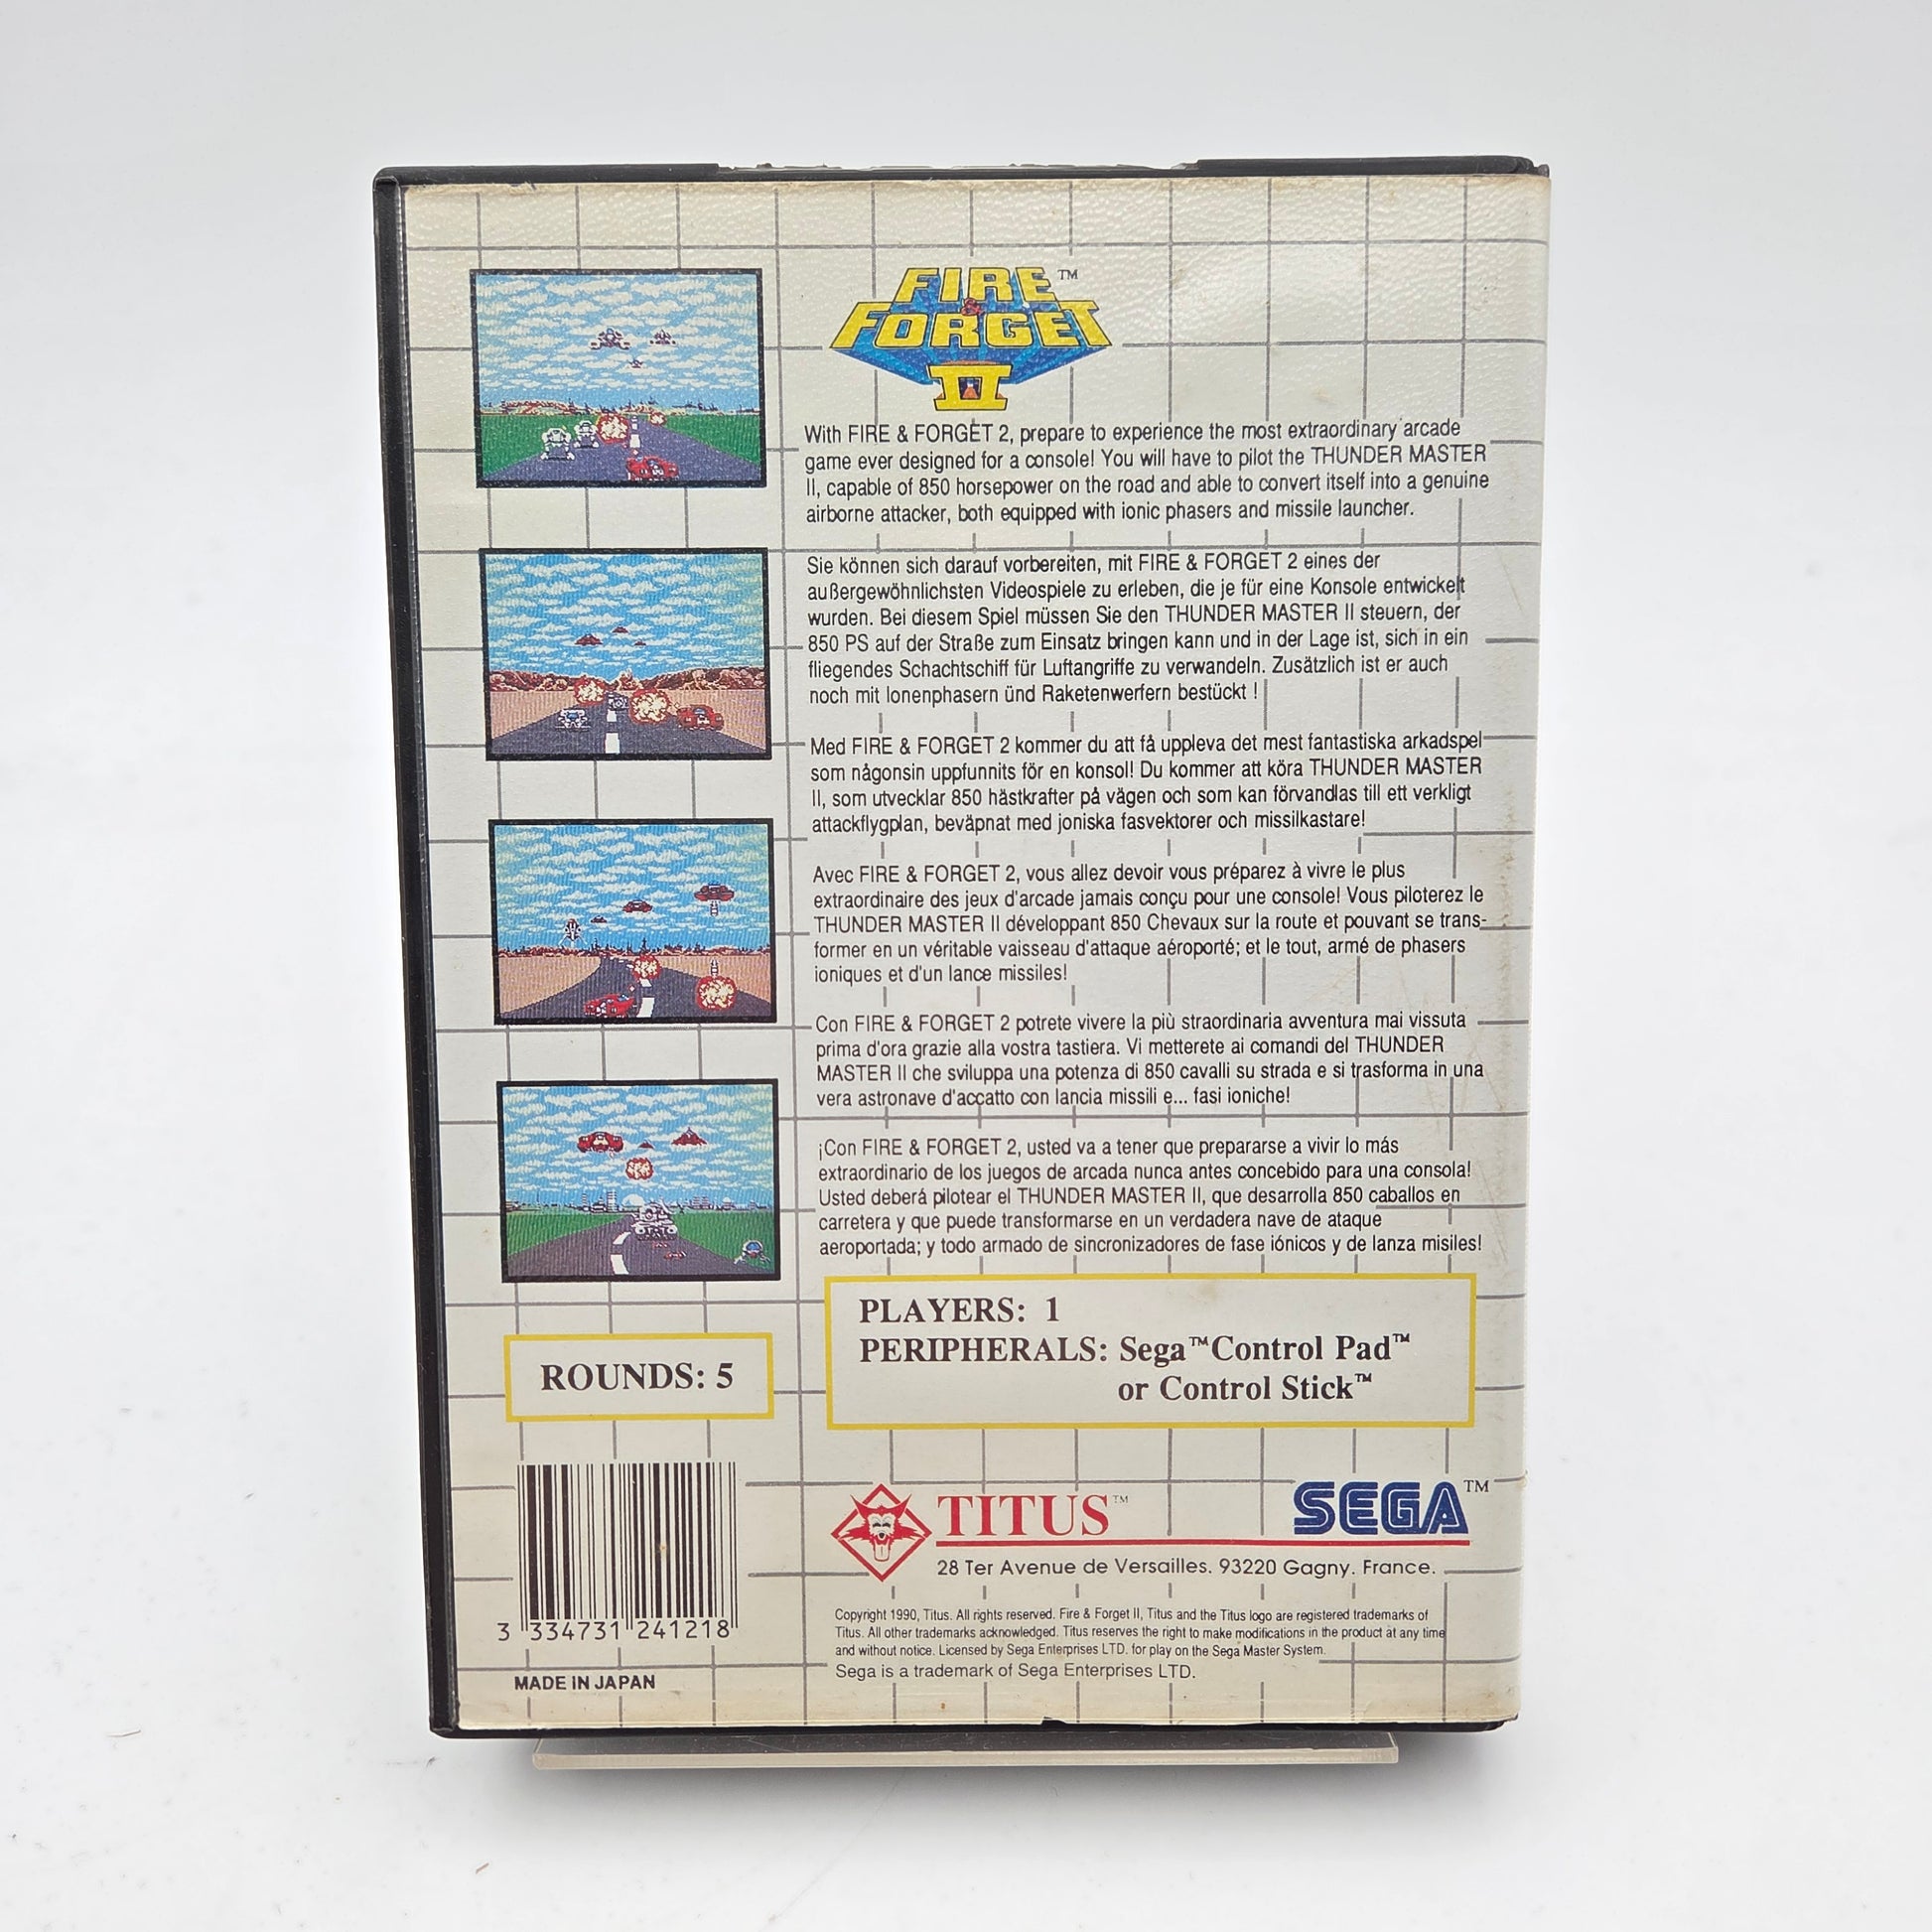 FIRE ™
&
FORGET
II
With FIRE & FORGET 2, prepare to experience the most extraordinary arcade
game ever designed for a console! You will have to pilot the THUNDER MASTER
II, capable of 850 horsepower on the road and able to convert itself into a genuine
airborne attacker, both equipped with ionic phasers and missile launcher.
Sie können sich darauf vorbereiten, mit FIRE & FORGET 2 eines der
außergewöhnlichsten Videospiele zu erleben, die je für eine Konsole entwickelt
wurden. Bei diesem Spiel müssen Sie den THUNDER MASTER II steuern, der
850 PS auf der Straße zum Einsatz bringen kann und in der Lage ist, sich in ein
fliegendes Schachtschiff für Luftangriffe zu verwandeln. Zusätzlich ist er auch
noch mit Ionenphasern ünd Raketenwerfern bestückt !
Med FIRE & FORGET 2 kommer du att få uppleva det mest fantastiska arkadspel
som någonsin uppfunnits för en konsol! Du kommer att köra THUNDER MASTER
II, som utvecklar 850 hästkrafter på vägen och som kan förvandlas till ett verkligt
attackflygplan, beväpnat med joniska fasvektorer och missilkastare!
Avec FIRE & FORGET 2, vous allez devoir vous préparez à vivre le plus
extraordinaire des jeux d'arcade jamais conçu pour une console! Vous piloterez le
THUNDER MASTER II développant 850 Chevaux sur la route et pouvant se trans-
former en un véritable vaisseau d'attaque aéroporté; et le tout, armé de phasers
ioniques et d'un lance missiles!
Con FIRE & FORGET 2 potrete vivere la più straordinaria avventura mai vissuta
prima d'ora grazie alla vostra tastiera. Vi metterete ai comandi del THUNDER
MASTER II che sviluppa una potenza di 850 cavalli su strada e si trasforma in una
vera astronave d'accatto con lancia missili e... fasi ioniche!
¡Con FIRE & FORGET 2, usted va a tener que prepararse a vivir lo más
extraordinario de los juegos de arcada nunca antes concebido para una consola!
Usted deberá pilotear el THUNDER MASTER II, que desarrolla 850 caballos en
carretera y que puede transformarse en un verdadera nave de ataque
aeroportada; y todo armado de sincronizadores de fase iónicos y de lanza misiles!
PLAYERS: 1
PERIPHERALS: Sega™ Control Pad™
or Control Stick™
ROUNDS: 5
3 334731 241218
MADE IN JAPAN
TITUS™
SEGA™
28 Ter Avenue de Versailles. 93220 Gagny. France.
Copyright 1990, Titus. All rights reserved. Fire & Forget II, Titus and the Titus logo are registered trademarks of
Titus. All other trademarks acknowledged. Titus reserves the right to make modifications in the product at any time
and without notice. Licensed by Sega Enterprises LTD. for play on the Sega Master System.
Sega is a trademark of Sega Enterprises LTD.